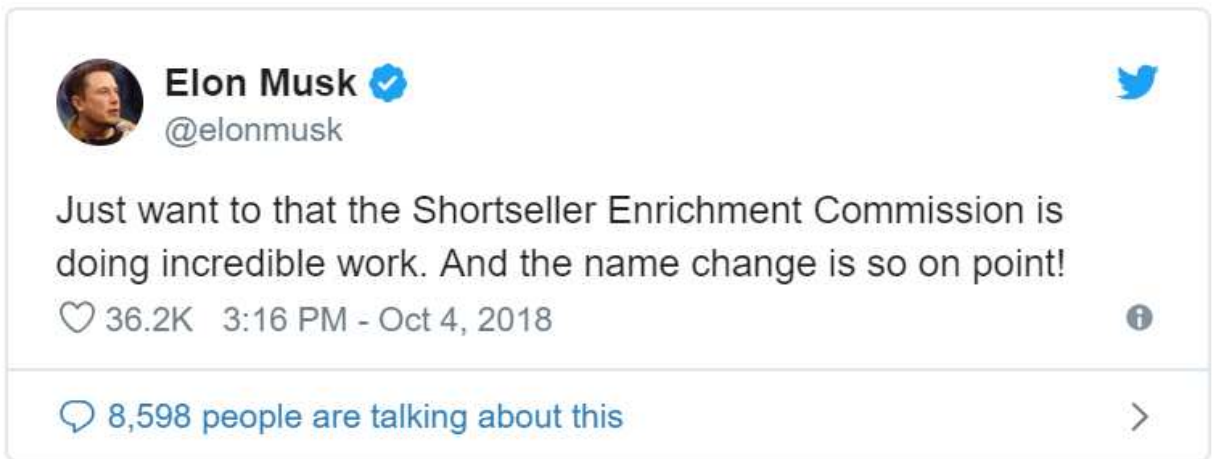 Elon Musk
@elonmusk
Just want to that the Shortseller Enrichment Commission is
doing incredible work. And the name change is so on point!
36.2K 3:16 PM - Oct 4, 2018
8,598 people are talking about this